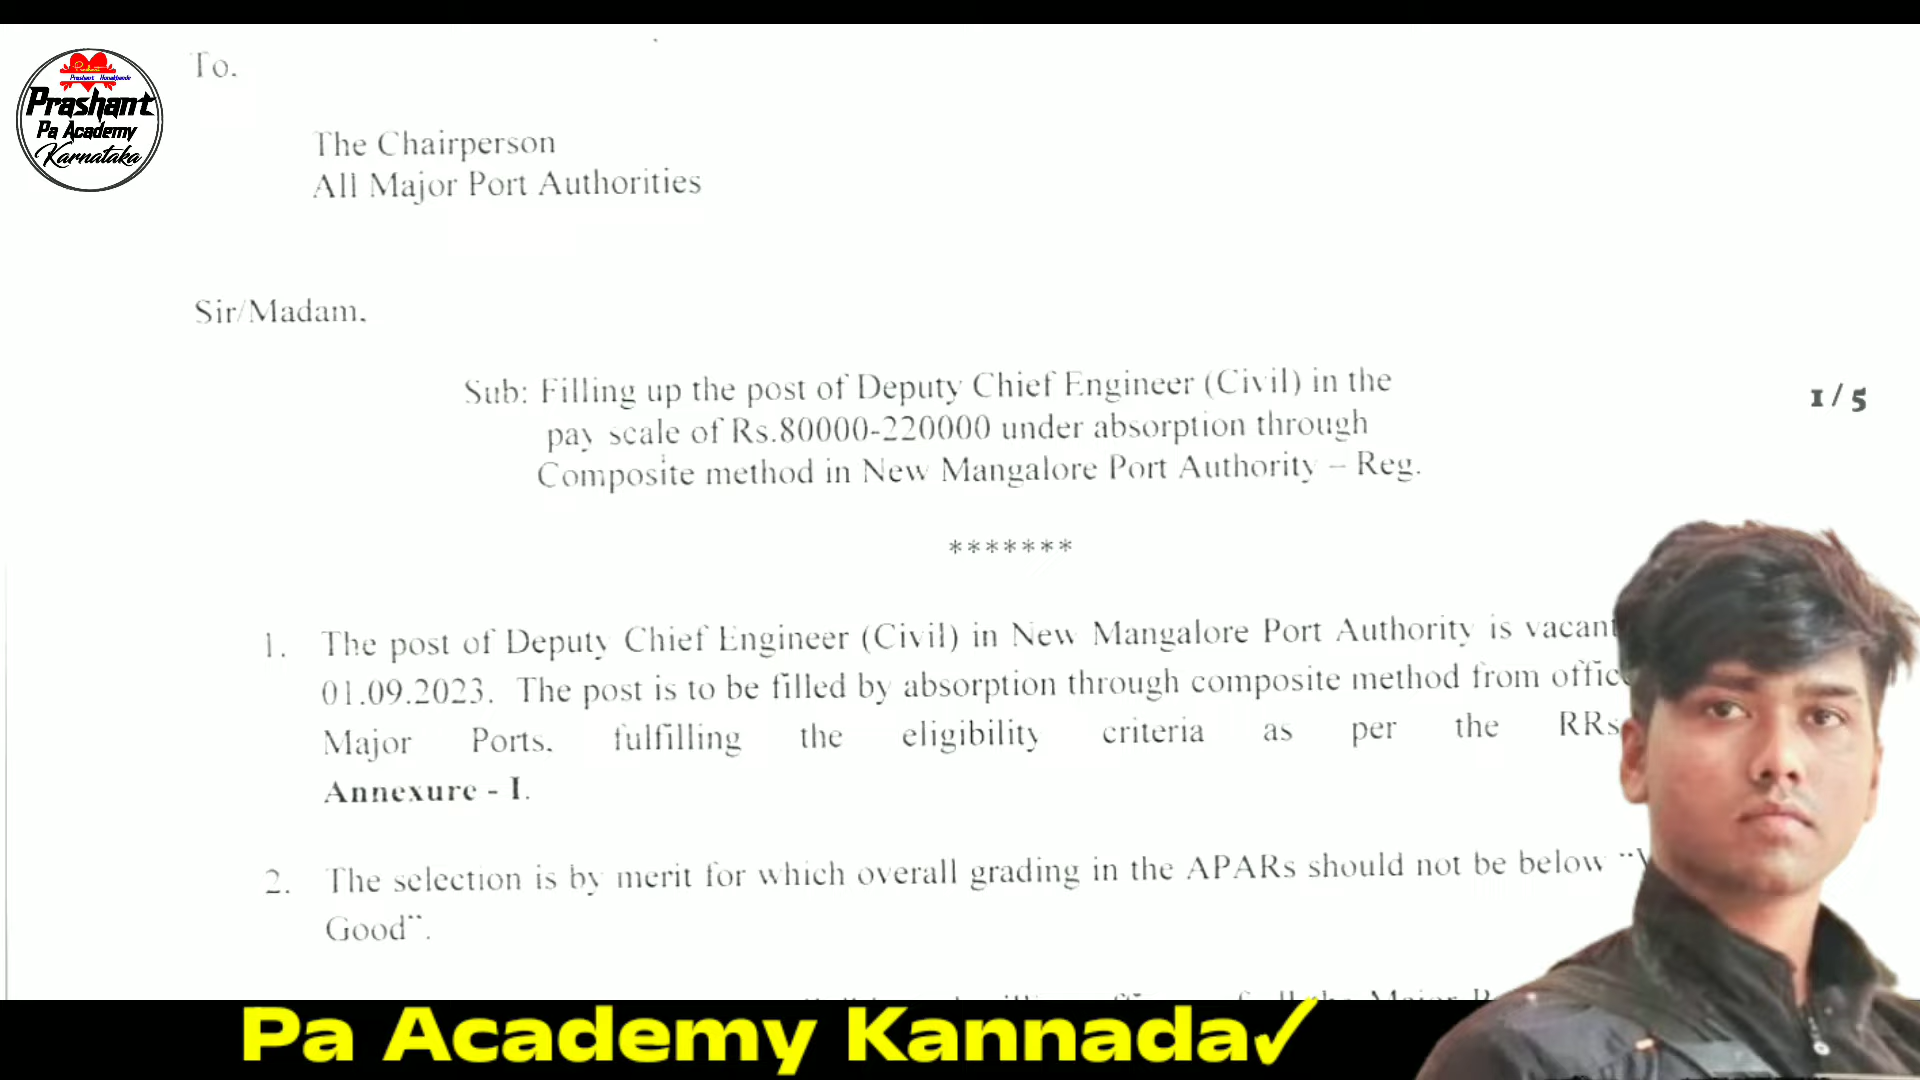 Prashant
Prashant
Pa Academy
Karnataka
To.
The Chairperson
All Major Port Authorities
Sir/Madam.
Sub: Filling up the post of Deputy Chief Engineer (Civil) in the
pay scale of Rs.80000-220000 under absorption through
Composite method in New Mangalore Port Authority – Reg.
1 / 5
*******
1. The post of Deputy Chief Engineer (Civil) in New Mangalore Port Authority is vacant
01.09.2023. The post is to be filled by absorption through composite method from
Major Ports. fulfilling the eligibility criteria as per the RRs
Annexure - I.
2. The selection is by merit for which overall grading in the APARs should not be below
Good".
Pa Academy Kannada✓